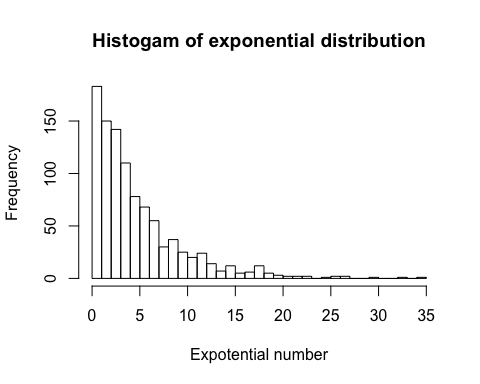 Histogam of exponential distribution
Frequency
150
100
50
0
0 5 10 15 20 25 30 35
Expotential number